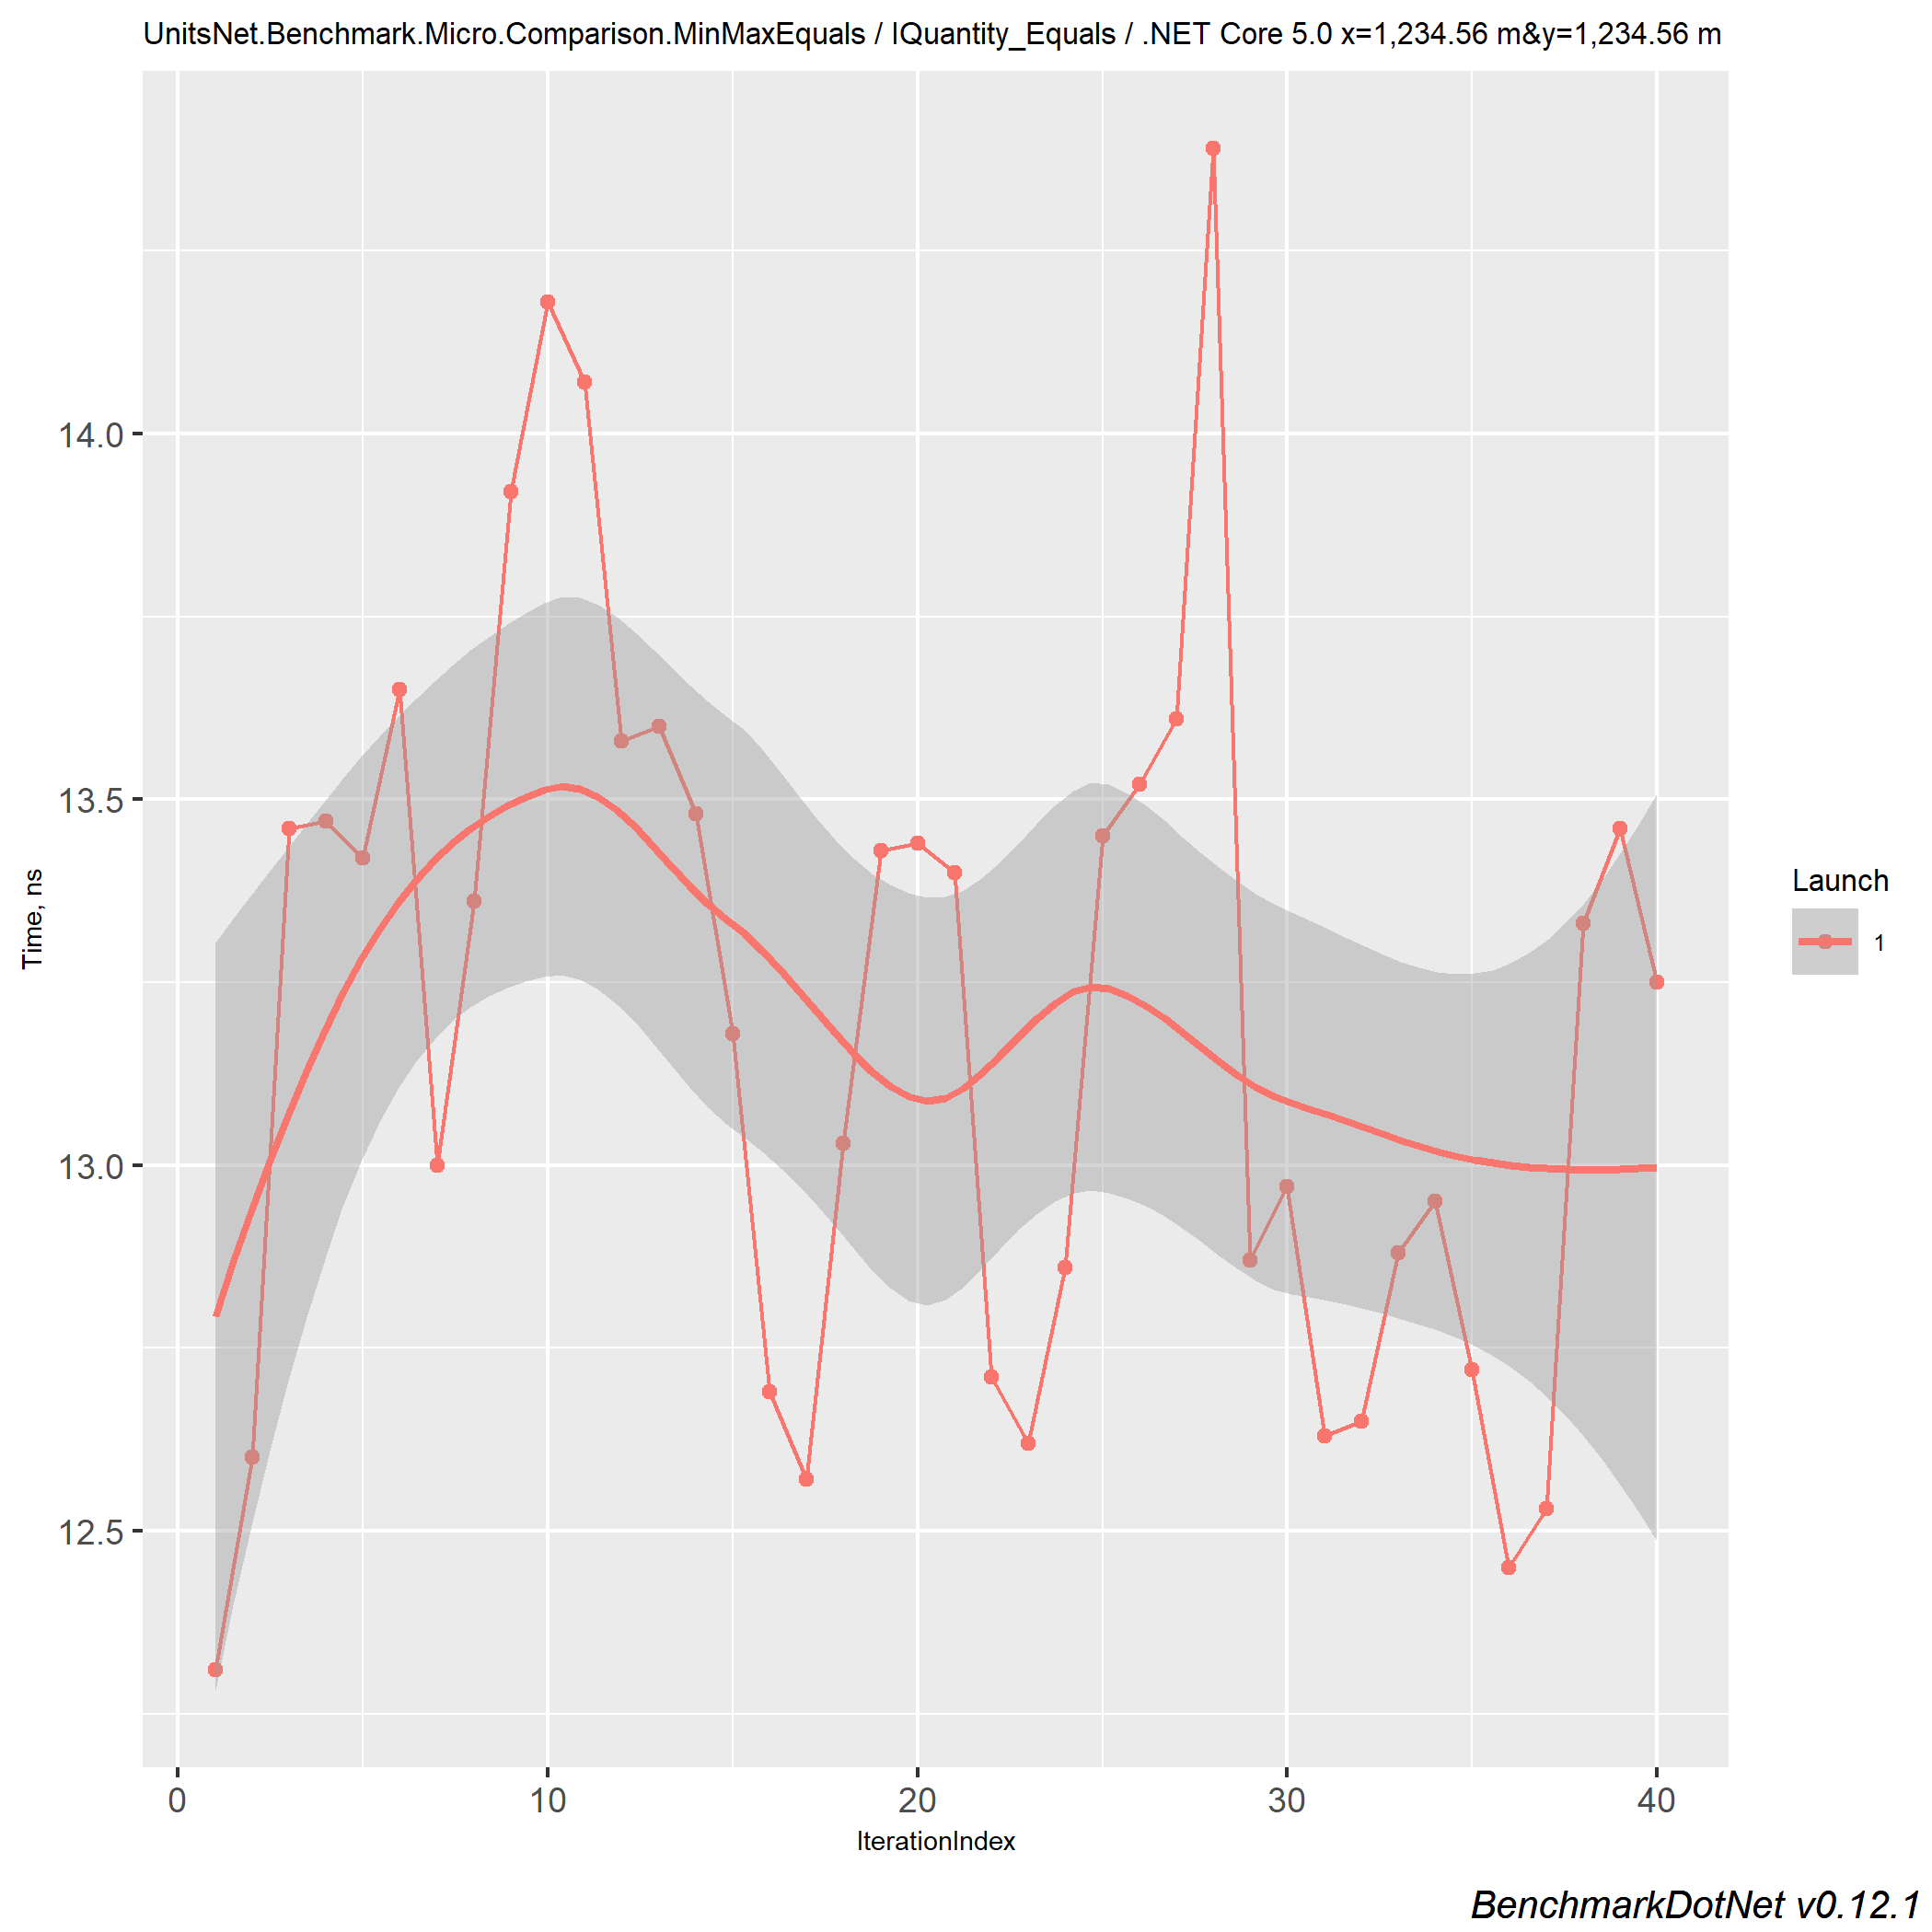 UnitsNet.Benchmark.Micro.Comparison.MinMaxEquals / IQuantity_Equals / .NET Core 5.0 x=1,234.56 m&y=1,234.56 m
14.0
13.5
13.0
12.5
Time, ns
0 10 20 30 40
IterationIndex
Launch
1
BenchmarkDotNet v0.12.1